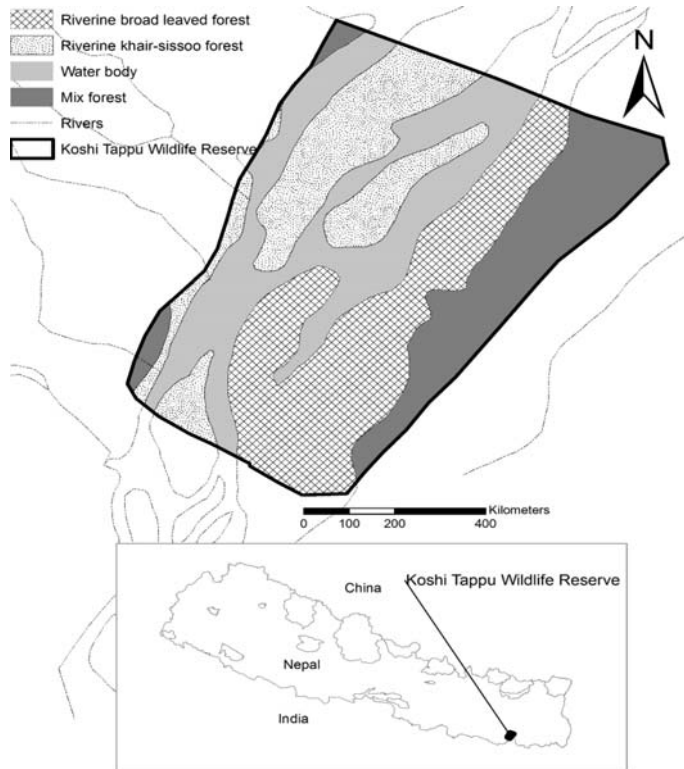 Riverine broad leaved forest
Riverine khair-sissoo forest
Water body
Mix forest
Rivers
Koshi Tappu Wildlife Reserve
N
Kilometers
0 100 200 400
China
Koshi Tappu Wildlife Reserve
Nepal
India